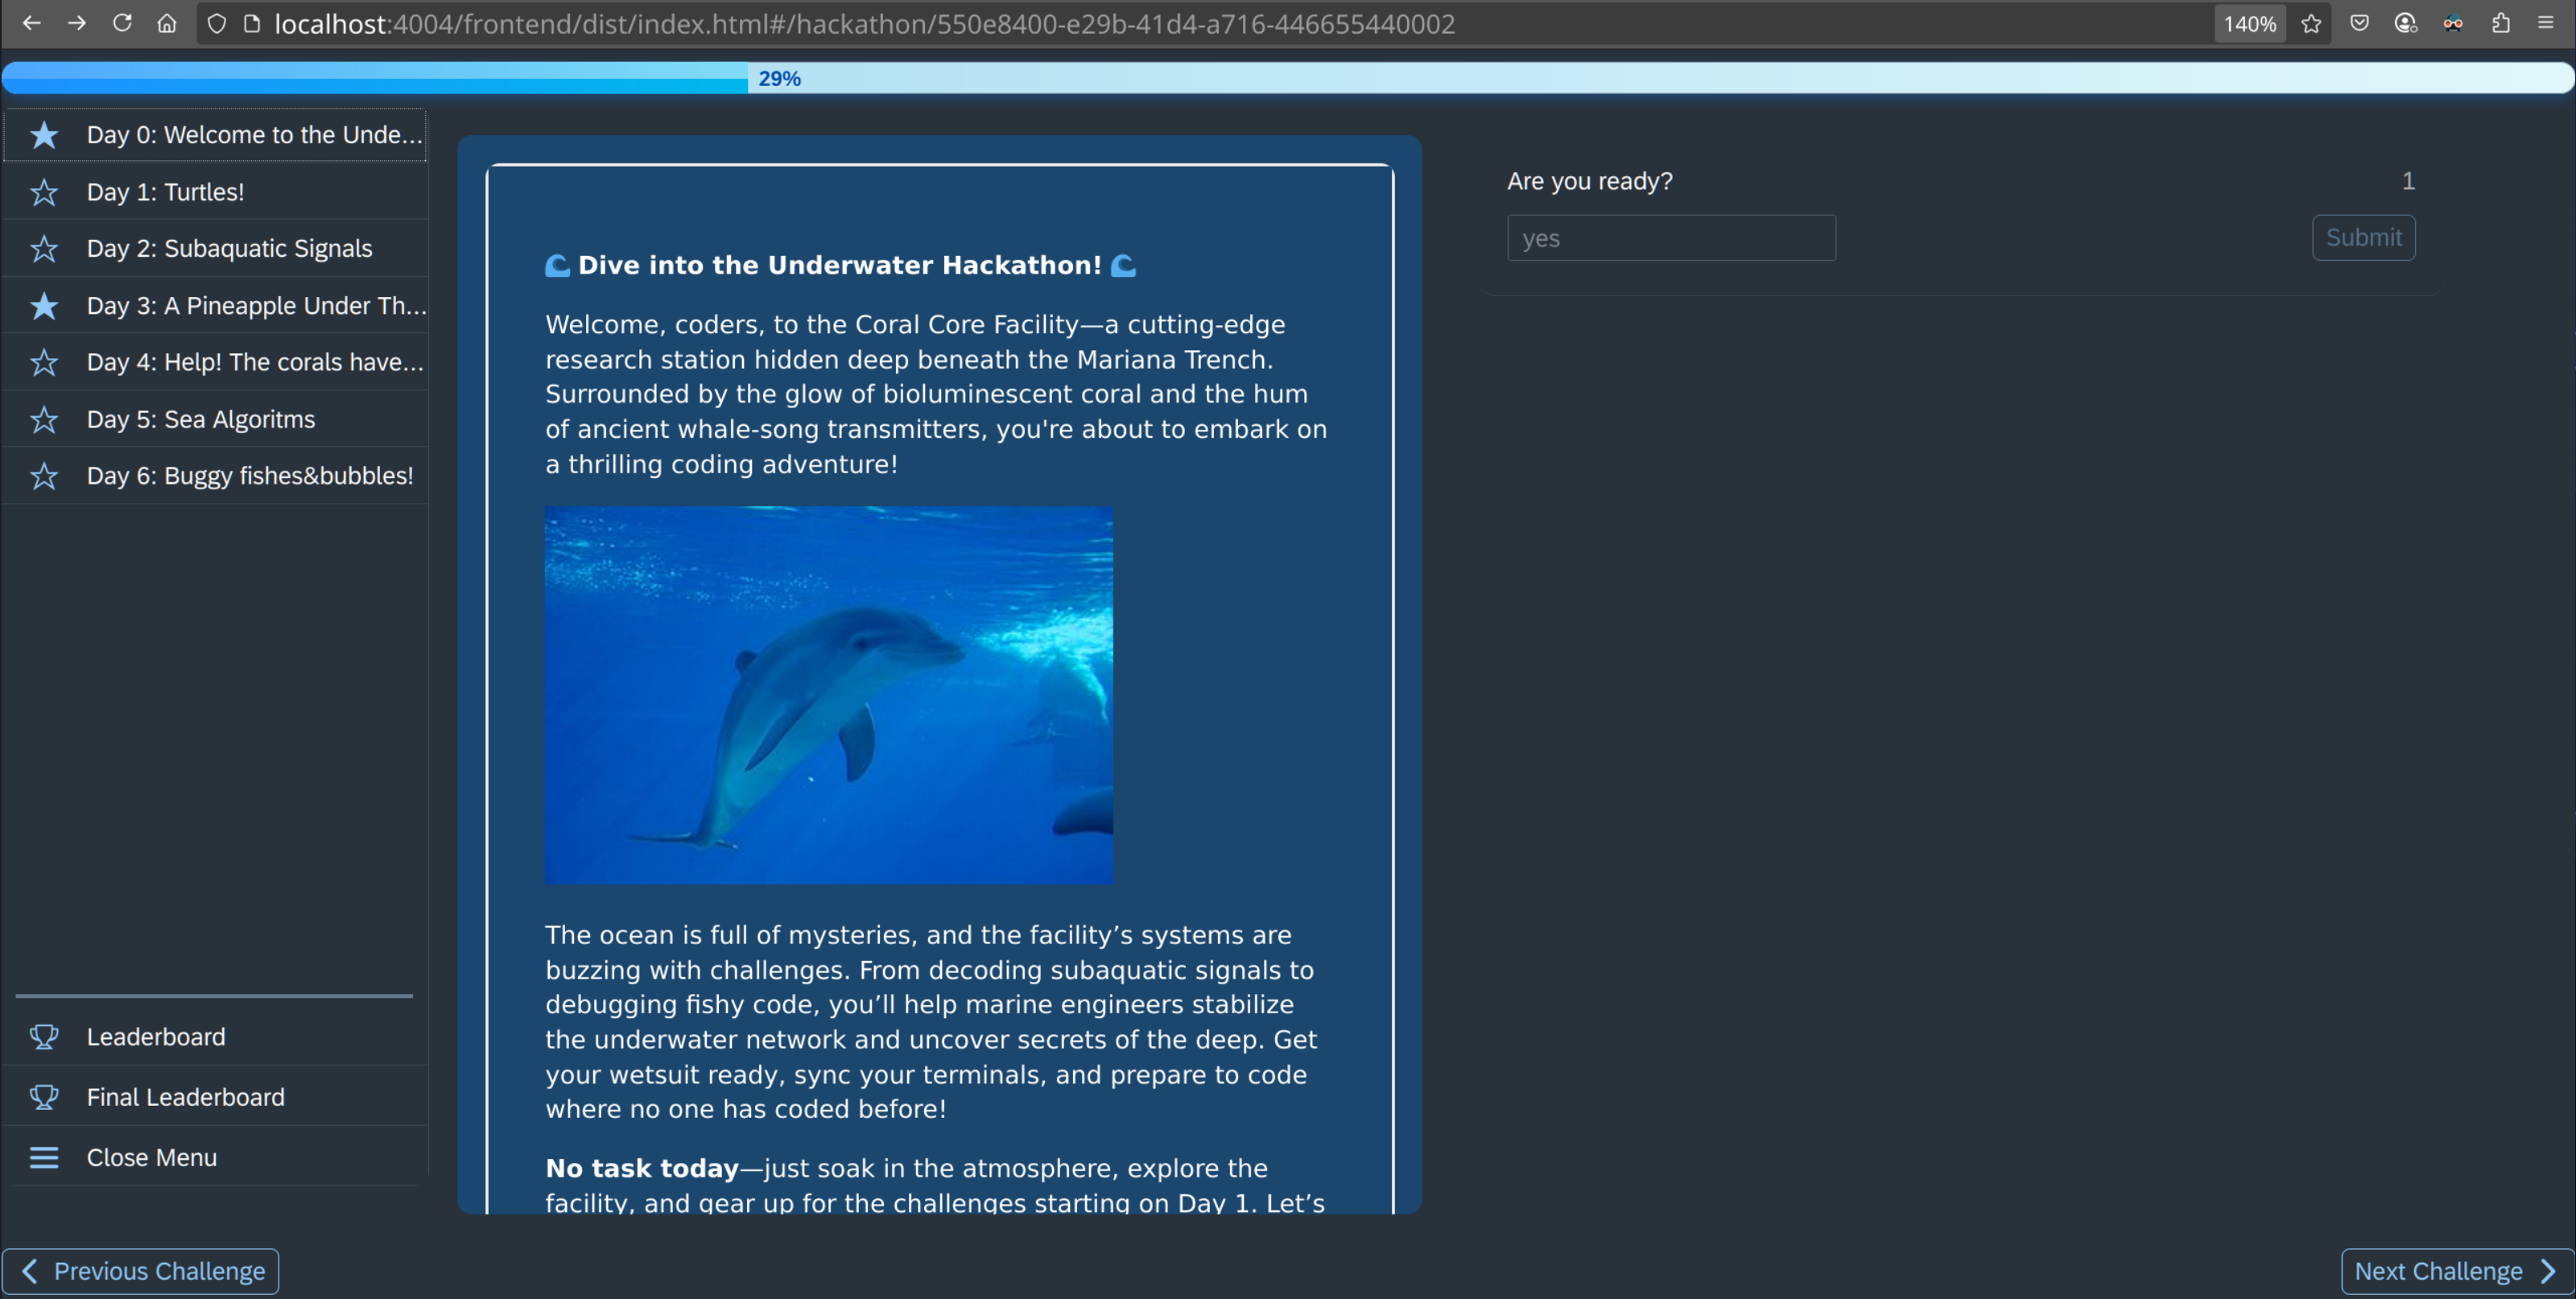 localhost:4004/frontend/dist/index.html#/hackathon/550e8400-e29b-41d4-a716-446655440002
140%
29%
Day 0: Welcome to the Unde...
Day 1: Turtles!
Day 2: Subaquatic Signals
Day 3: A Pineapple Under Th...
Day 4: Help! The corals have...
Day 5: Sea Algoritms
Day 6: Buggy fishes&bubbles!
Leaderboard
Final Leaderboard
Close Menu
🌊 Dive into the Underwater Hackathon! 🌊
Welcome, coders, to the Coral Core Facility—a cutting-edge
research station hidden deep beneath the Mariana Trench.
Surrounded by the glow of bioluminescent coral and the hum
of ancient whale-song transmitters, you're about to embark on
a thrilling coding adventure!
The ocean is full of mysteries, and the facility’s systems are
buzzing with challenges. From decoding subaquatic signals to
debugging fishy code, you’ll help marine engineers stabilize
the underwater network and uncover secrets of the deep. Get
your wetsuit ready, sync your terminals, and prepare to code
where no one has coded before!
No task today—just soak in the atmosphere, explore the
facility, and gear up for the challenges starting on Day 1. Let’s
Are you ready?
1
yes
Submit
Previous Challenge
Next Challenge